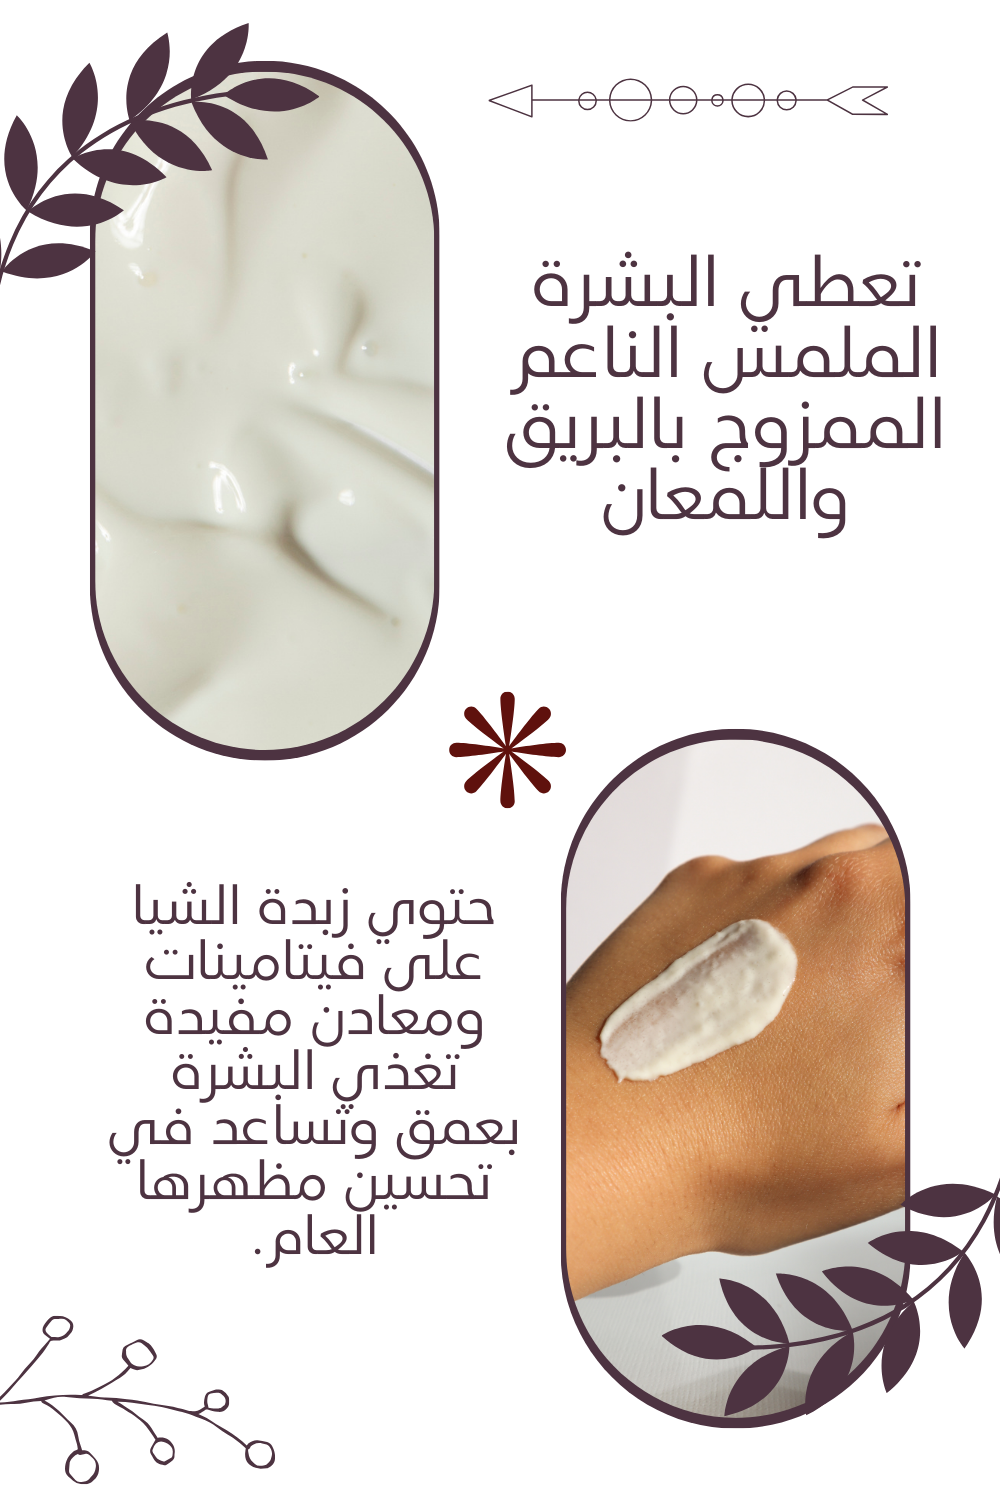 تعطي البشرة
الملمس الناعم
الممزوج بالبريق
واللمعان
حتوي زبدة الشيا
على فيتامينات
ومعادن مفيدة
تغذي البشرة
بعمق وتساعد في
تحسين مظهرها
العام.